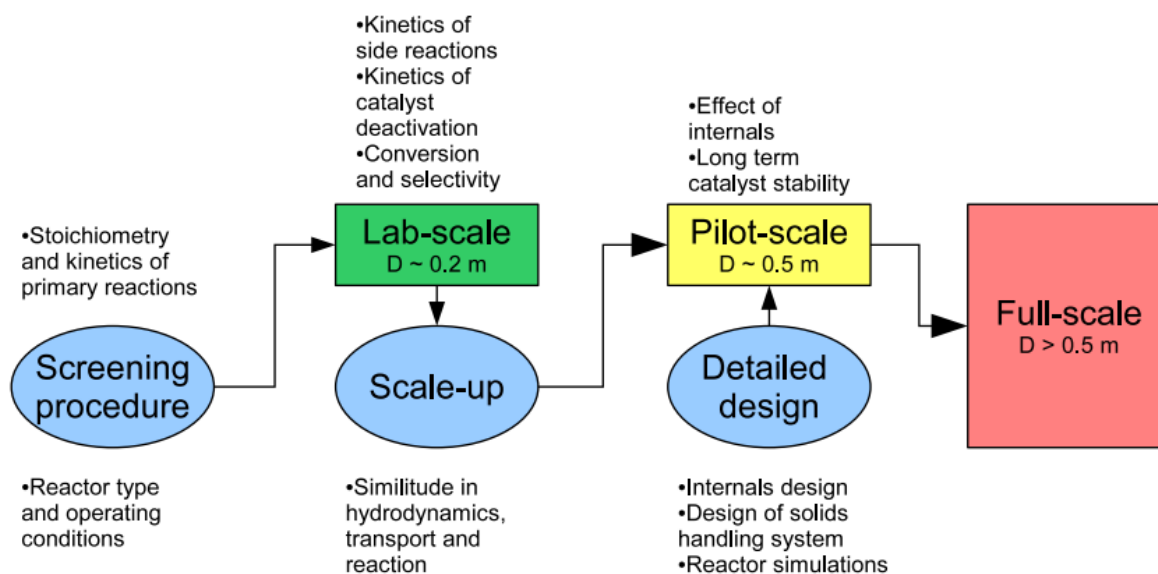 •Kinetics of
side reactions
•Kinetics of
catalyst
deactivation
•Conversion
and selectivity
•Effect of
internals
•Long term
catalyst stability
•Stoichiometry
and kinetics of
primary reactions
Lab-scale
D ~ 0.2 m
Pilot-scale
D ~ 0.5 m
Full-scale
D > 0.5 m
Screening
procedure
Scale-up
Detailed
design
•Reactor type
and operating
conditions
•Similitude in
hydrodynamics,
transport and
reaction
•Internals design
•Design of solids
handling system
•Reactor simulations